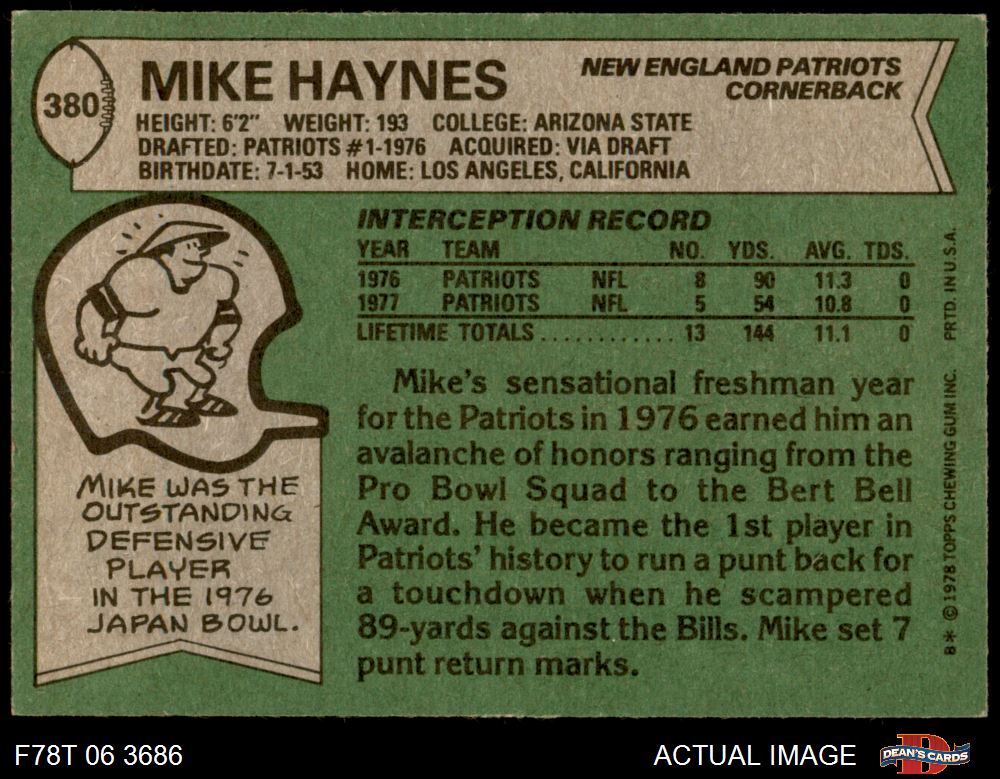 380
MIKE HAYNES
NEW ENGLAND PATRIOTS
CORNERBACK
HEIGHT: 6'2" WEIGHT: 193 COLLEGE: ARIZONA STATE
DRAFTED: PATRIOTS #1-1976 ACQUIRED: VIA DRAFT
BIRTHDATE: 7-1-53 HOME: LOS ANGELES, CALIFORNIA
INTERCEPTION RECORD
YEAR TEAM NO. YDS. AVG. TDS.
1976 PATRIOTS NFL 8 90 11.3 0
1977 PATRIOTS NFL 5 54 10.8 0
LIFETIME TOTALS ............ 13 144 11.1 0
Mike's sensational freshman year
for the Patriots in 1976 earned him an
avalanche of honors ranging from the
Pro Bowl Squad to the Bert Bell
Award. He became the 1st player in
Patriots' history to run a punt back for
a touchdown when he scampered
89-yards against the Bills. Mike set 7
punt return marks.
MIKE WAS THE
OUTSTANDING
DEFENSIVE
PLAYER
IN THE 1976
JAPAN BOWL.
B* © 1978 TOPPS CHEWING GUM INC. PRTD. IN U.S.A.
F78T 06 3686
ACTUAL IMAGE
D
DEAN'S CARDS